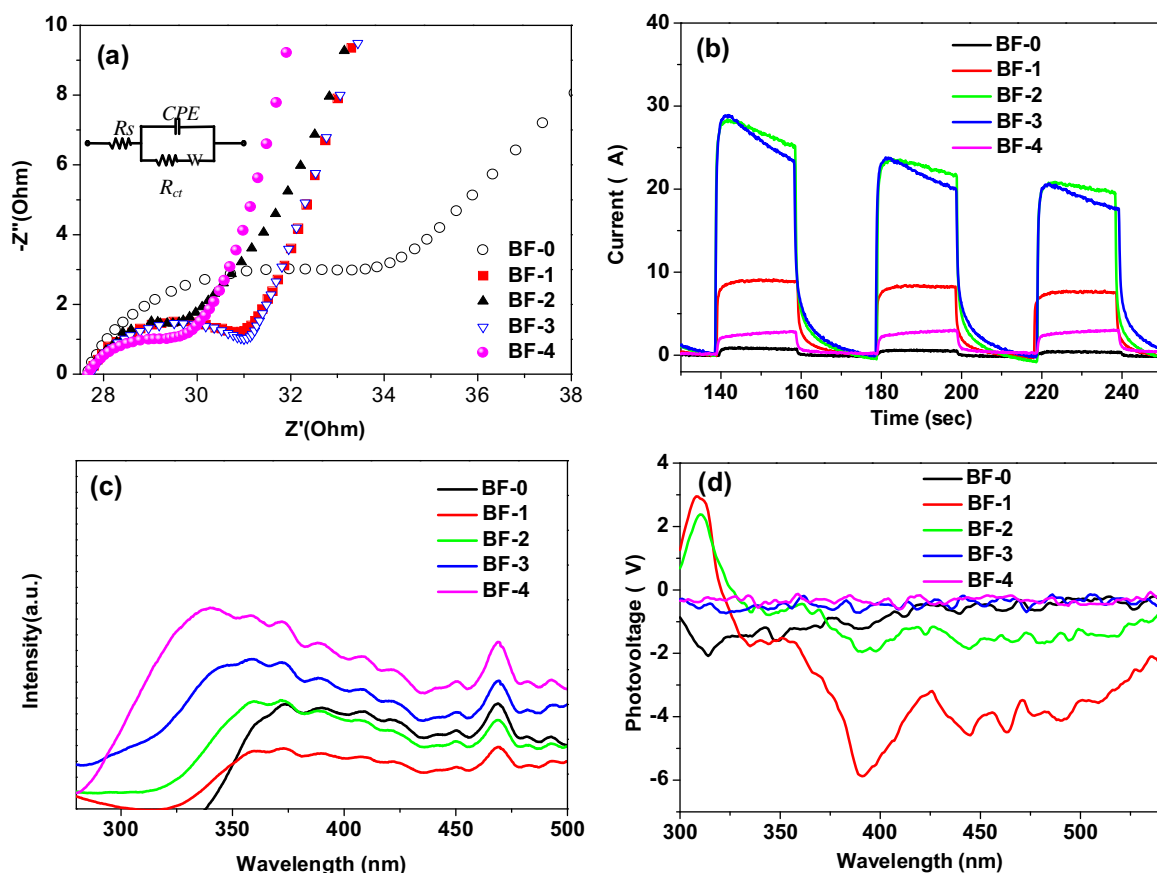 (a)
10
8
6
4
2
0
-Z''(Ohm)
CPE
Rs
W
Rct
BF-0
BF-1
BF-2
BF-3
BF-4
28 30 32 34 36 38
Z'(Ohm)
(b)
40
30
20
10
0
Current ( A)
BF-0
BF-1
BF-2
BF-3
BF-4
140 160 180 200 220 240
Time (sec)
(c)
Intensity(a.u.)
BF-0
BF-1
BF-2
BF-3
BF-4
300 350 400 450 500
Wavelength (nm)
(d)
4
2
0
-2
-4
-6
Photovoltage ( V)
BF-0
BF-1
BF-2
BF-3
BF-4
300 350 400 450 500
Wavelength (nm)